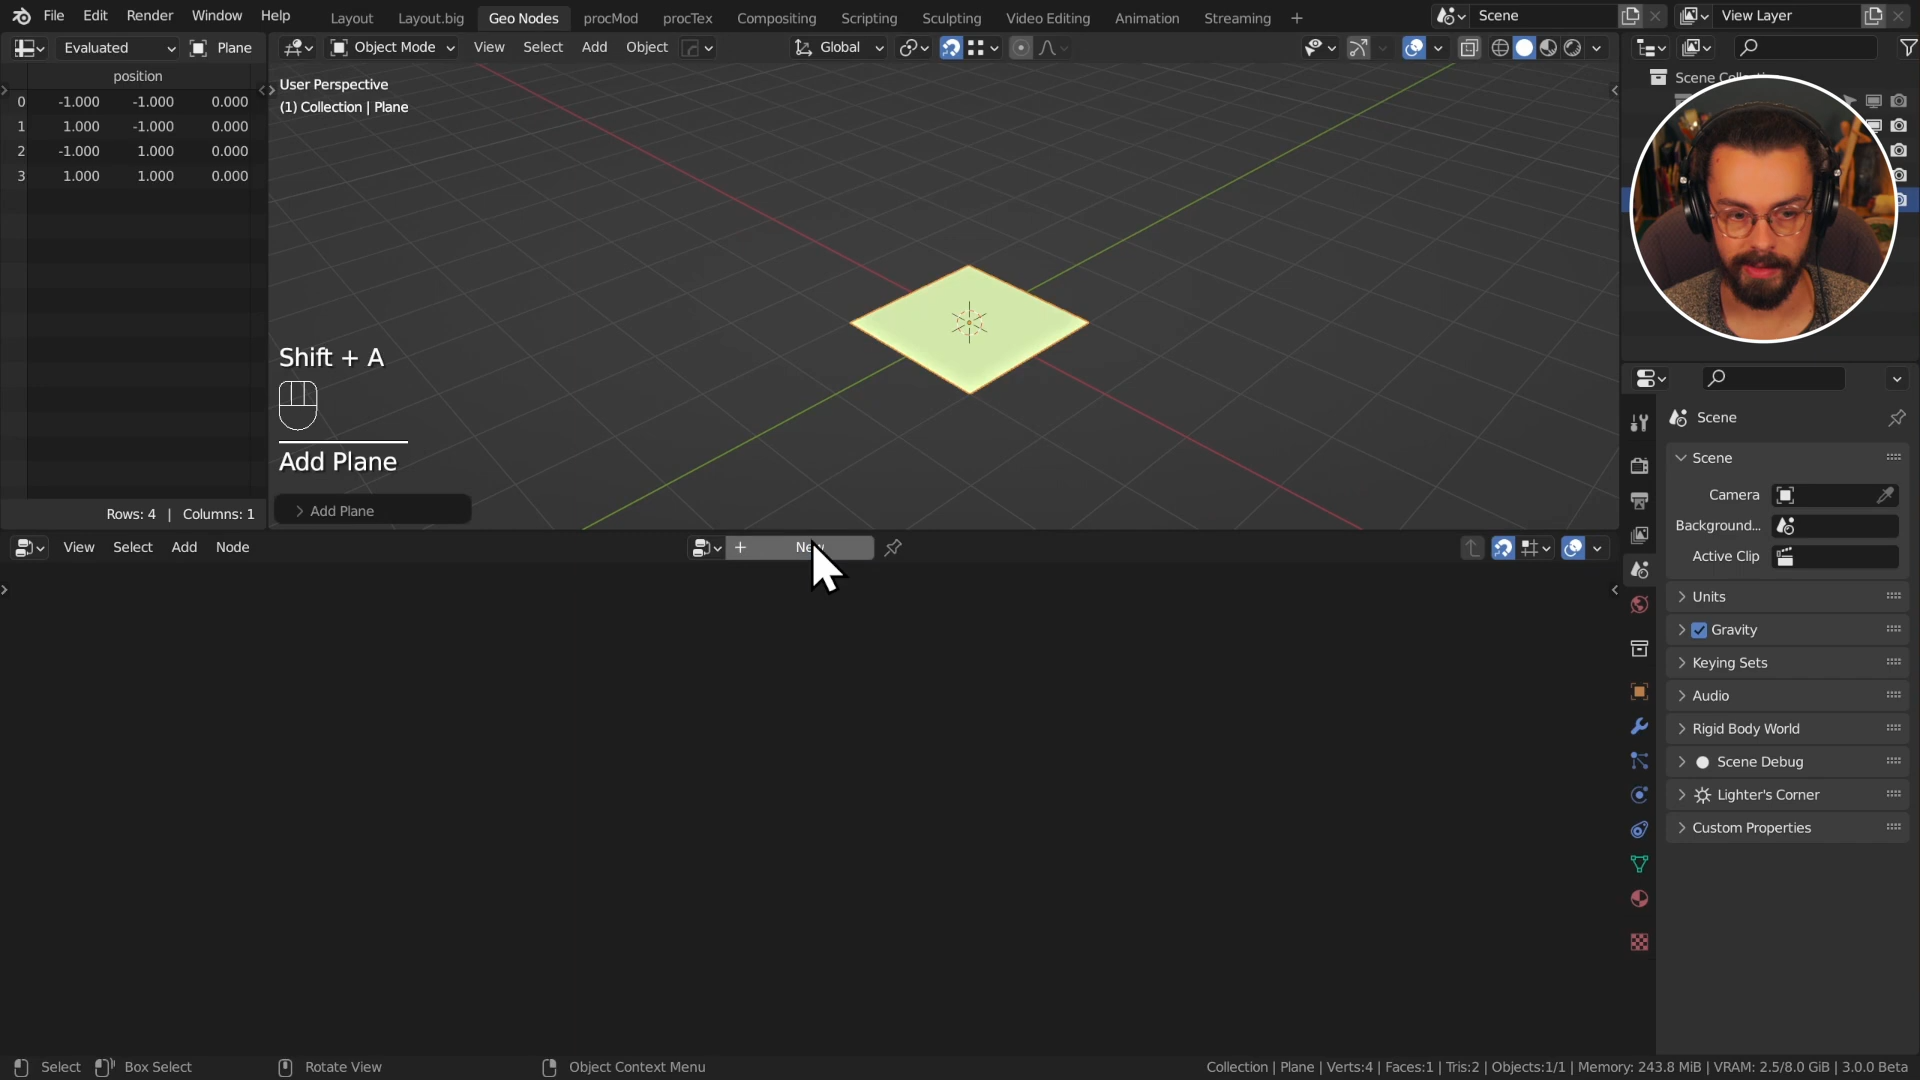 File Edit Render Window Help Layout Layout.big Geo Nodes procMod procTex Compositing Scripting Sculpting Video Editing Animation Streaming Scene View Layer
Evaluated Plane
position
0 -1.000 -1.000 0.000
1 1.000 -1.000 0.000
2 -1.000 1.000 0.000
3 1.000 1.000 0.000
Rows: 4 | Columns: 1
Object Mode View Select Add Object Global
User Perspective
(1) Collection | Plane
Shift + A
Add Plane
Add Plane
View Select Add Node
Scene
Scene
Camera
Background...
Active Clip
Units
Gravity
Keying Sets
Audio
Rigid Body World
Scene Debug
Lighter's Corner
Custom Properties
Select Box Select Rotate View Object Context Menu
Collection | Plane | Verts:4 | Faces:1 | Tris:2 | Objects:1/1 | Memory: 243.8 MiB | VRAM: 2.5/8.0 GiB | 3.0.0 Beta